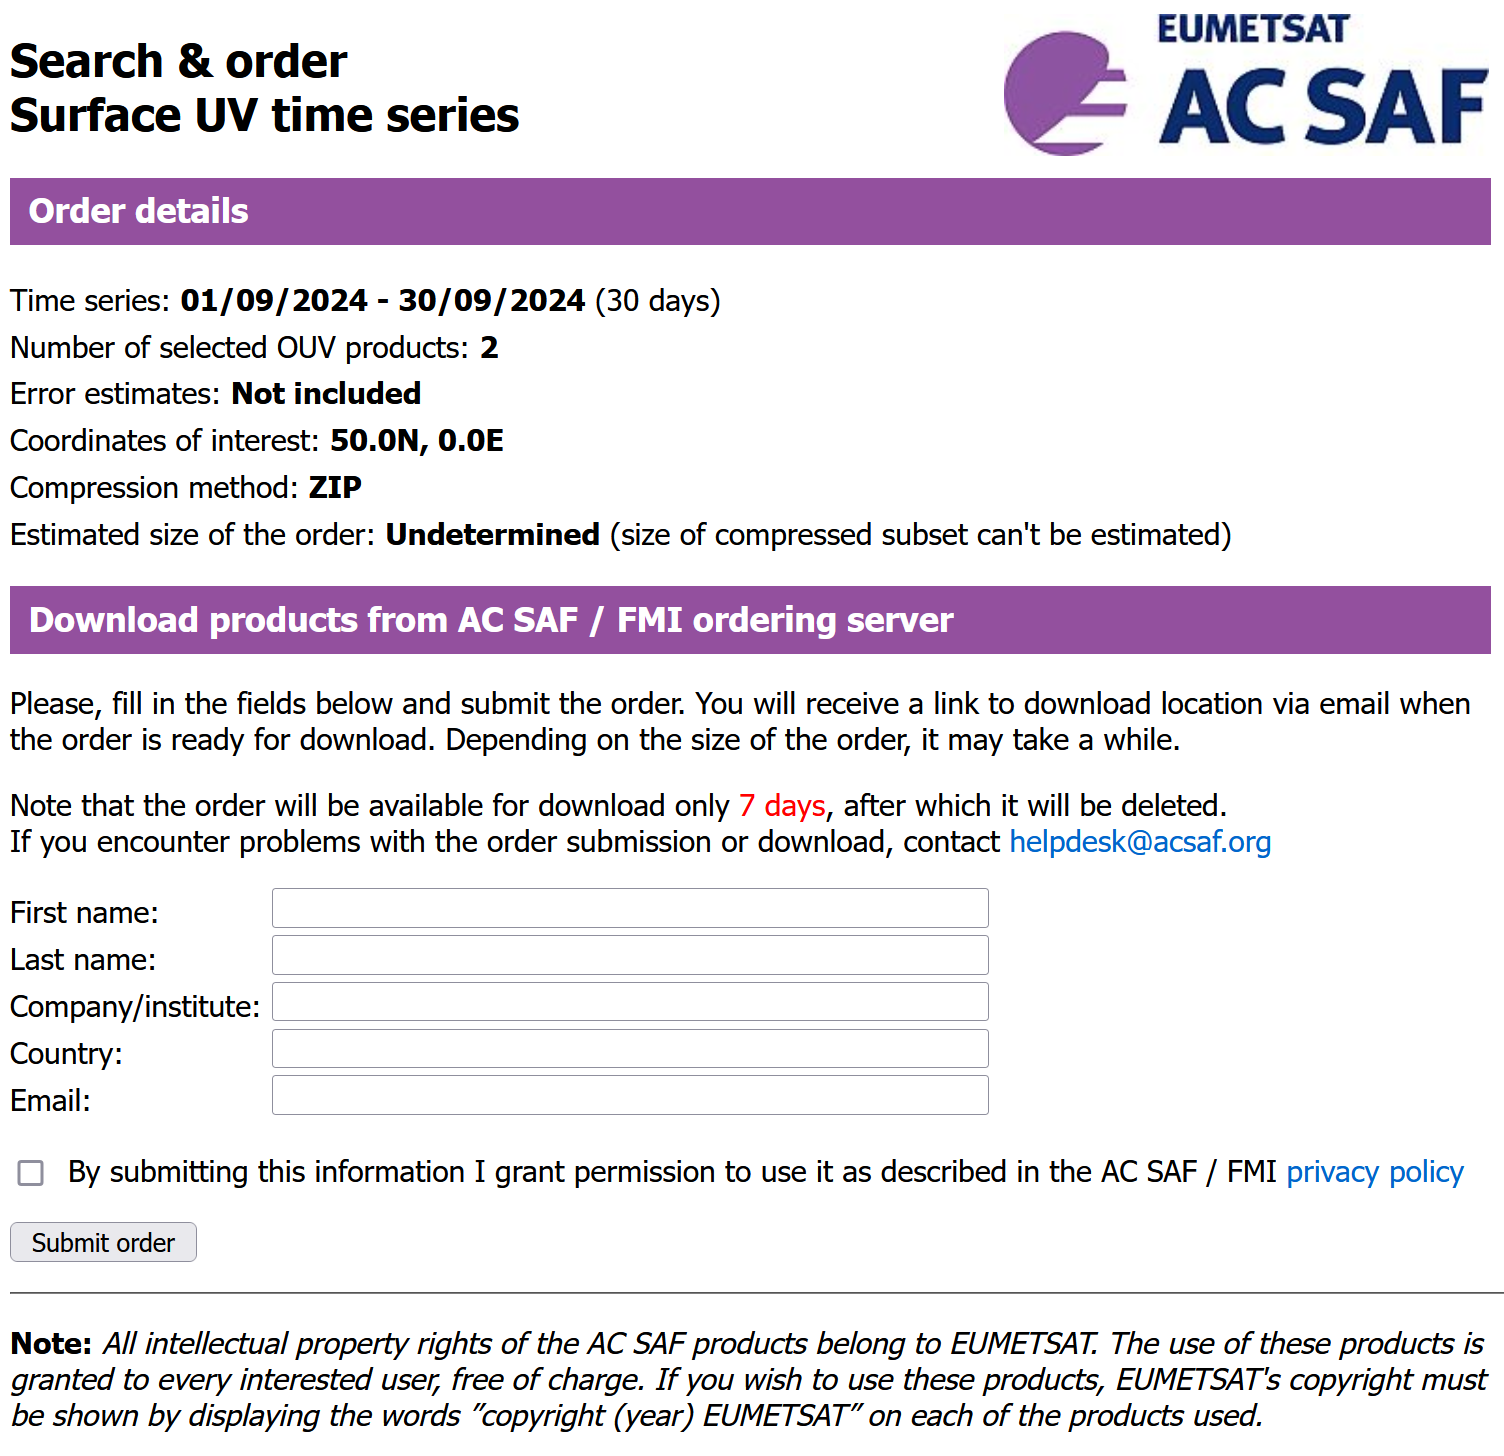 Search & order
Surface UV time series
EUMETSAT
AC SAF
Order details
Time series: 01/09/2024 - 30/09/2024 (30 days)
Number of selected OUV products: 2
Error estimates: Not included
Coordinates of interest: 50.0N, 0.0E
Compression method: ZIP
Estimated size of the order: Undetermined (size of compressed subset can't be estimated)
Download products from AC SAF / FMI ordering server
Please, fill in the fields below and submit the order. You will receive a link to download location via email when
the order is ready for download. Depending on the size of the order, it may take a while.
Note that the order will be available for download only 7 days, after which it will be deleted.
If you encounter problems with the order submission or download, contact helpdesk@acsaf.org
First name:
Last name:
Company/institute:
Country:
Email:
By submitting this information I grant permission to use it as described in the AC SAF / FMI privacy policy
Submit order
Note: All intellectual property rights of the AC SAF products belong to EUMETSAT. The use of these products is
granted to every interested user, free of charge. If you wish to use these products, EUMETSAT's copyright must
be shown by displaying the words ”copyright (year) EUMETSAT” on each of the products used.